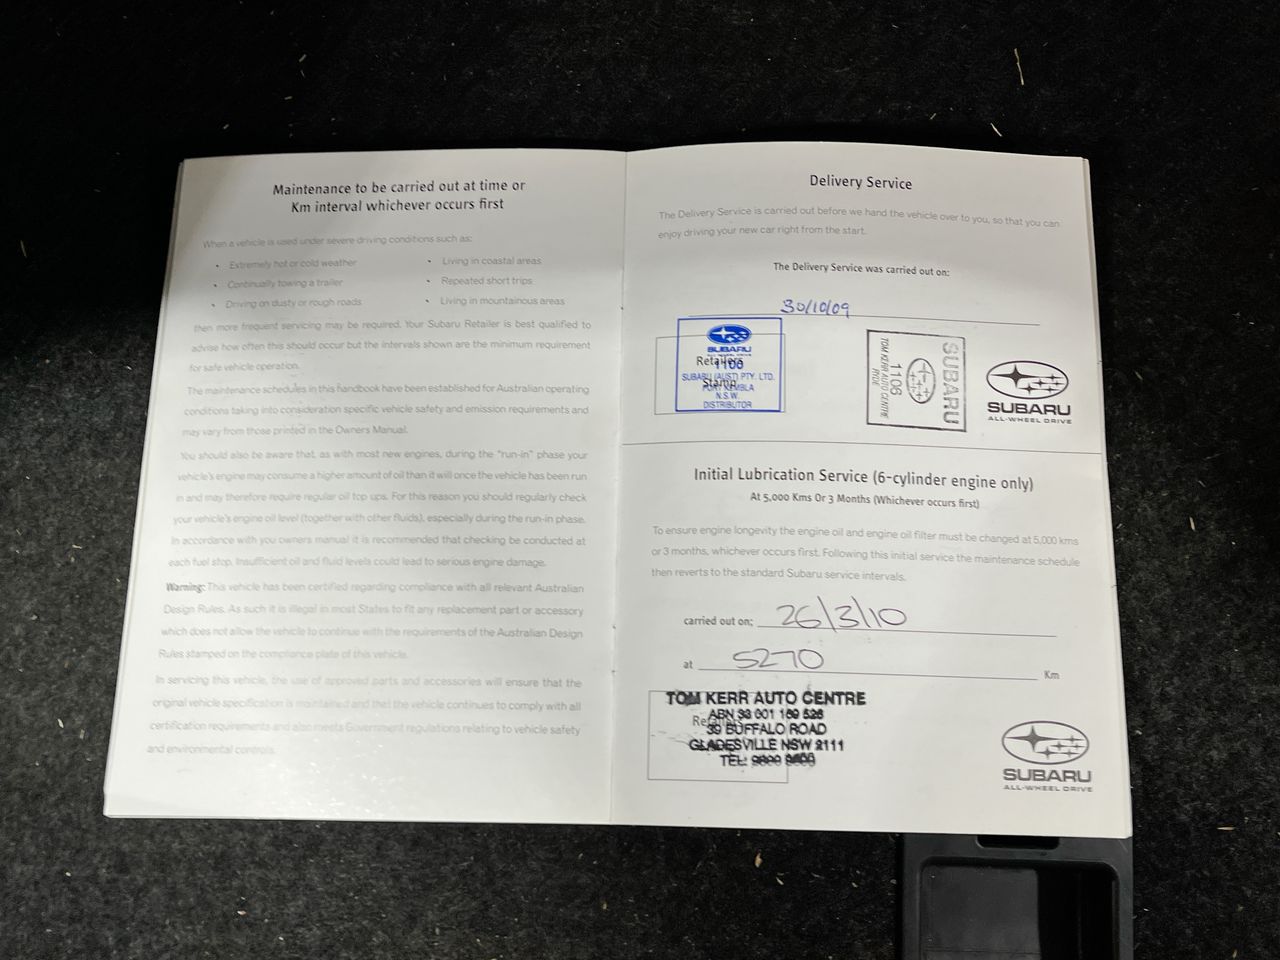 Maintenance to be carried out at time or
Km interval whichever occurs first
When a vehicle is used under severe driving conditions such as:
• Extremely hot or cold weather
• Continually towing a trailer
• Driving on dusty or rough roads
• Living in coastal areas
• Repeated short trips
• Living in mountainous areas
then more frequent servicing may be required. Your Subaru Retailer is best qualified to
advise how often this should occur but the intervals shown are the minimum requirement
for safe vehicle operation.
The maintenance schedules in this handbook have been established for Australian operating
conditions taking into consideration specific vehicle safety and emission requirements and
may vary from those printed in the Owners Manual.
You should also be aware that, as with most new engines, during the "run-in" phase your
vehicle's engine may consume a higher amount of oil than it will once the vehicle has been run
in and may therefore require regular oil top ups. For this reason you should regularly check
your vehicle's engine oil level (together with other fluids), especially during the run-in phase.
In accordance with you owners manual it is recommended that checking be conducted at
each fuel stop. Insufficient oil and fluid levels could lead to serious engine damage.
Warning: This vehicle has been certified regarding compliance with all relevant Australian
Design Rules. As such it is illegal in most States to fit any replacement part or accessory
which does not allow the vehicle to continue with the requirements of the Australian Design
Rules stamped on the compliance plate of this vehicle.
In servicing this vehicle, the use of approved parts and accessories will ensure that the
original vehicle specification is maintained and that the vehicle continues to comply with all
certification requirements and also meets Government regulations relating to vehicle safety
and environmental controls.
Delivery Service
The Delivery Service is carried out before we hand the vehicle over to you, so that you can
enjoy driving your new car right from the start.
The Delivery Service was carried out on:
30/10/09
Retailers
Stamp
SUBARU
1106
SUBARU (AUST) PTY. LTD.
PORT KEMBLA
N.S.W.
DISTRIBUTOR
SUBARU
1106
TOM KERR AUTO CENTRE
RYDE
SUBARU
ALL-WHEEL DRIVE
Initial Lubrication Service (6-cylinder engine only)
At 5,000 Kms Or 3 Months (Whichever occurs first)
To ensure engine longevity the engine oil and engine oil filter must be changed at 5,000 kms
or 3 months, whichever occurs first. Following this initial service the maintenance schedule
then reverts to the standard Subaru service intervals.
carried out on: 26/3/10
at 5270 Km
TOM KERR AUTO CENTRE
ABN 93 001 169 526
39 BUFFALO ROAD
GLADESVILLE NSW 2111
TEL:
SUBARU
ALL-WHEEL DRIVE